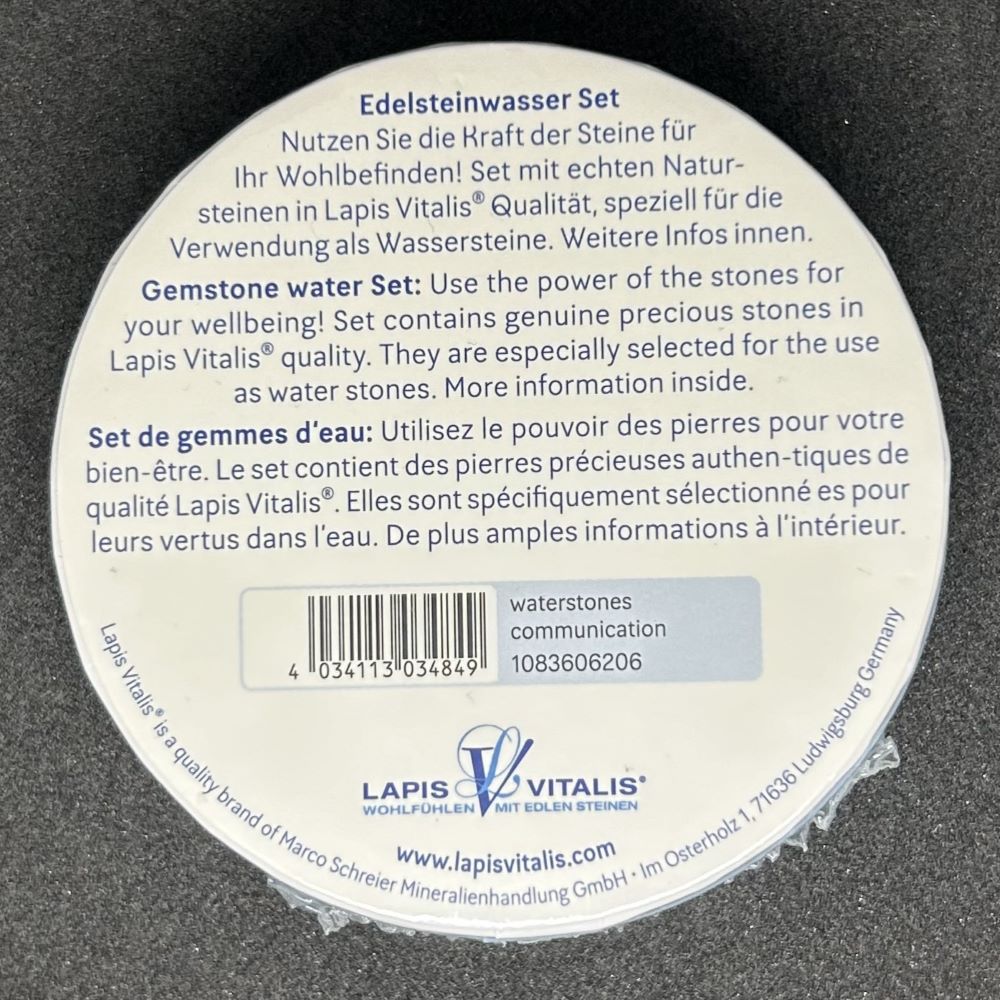 Edelsteinwasser Set
Nutzen Sie die Kraft der Steine für
Ihr Wohlbefinden! Set mit echten Natur-
steinen in Lapis Vitalis® Qualität, speziell für die
Verwendung als Wassersteine. Weitere Infos innen.
Gemstone water Set: Use the power of the stones for
your wellbeing! Set contains genuine precious stones in
Lapis Vitalis® quality. They are especially selected for the use
as water stones. More information inside.
Set de gemmes d'eau: Utilisez le pouvoir des pierres pour votre
bien-être. Le set contient des pierres précieuses authen-tiques de
qualité Lapis Vitalis®. Elles sont spécifiquement sélectionné es pour
leurs vertus dans l'eau. De plus amples informations à l'intérieur.
waterstones
communication
1083606206
4 034113 034849
LAPIS VITALIS®
WOHLFÜHLEN MIT EDLEN STEINEN
www.lapisvitalis.com
Lapis Vitalis® is a quality brand of Marco Schreier Mineralienhandlung GmbH · Im Osterholz 1, 71636 Ludwigsburg Germany